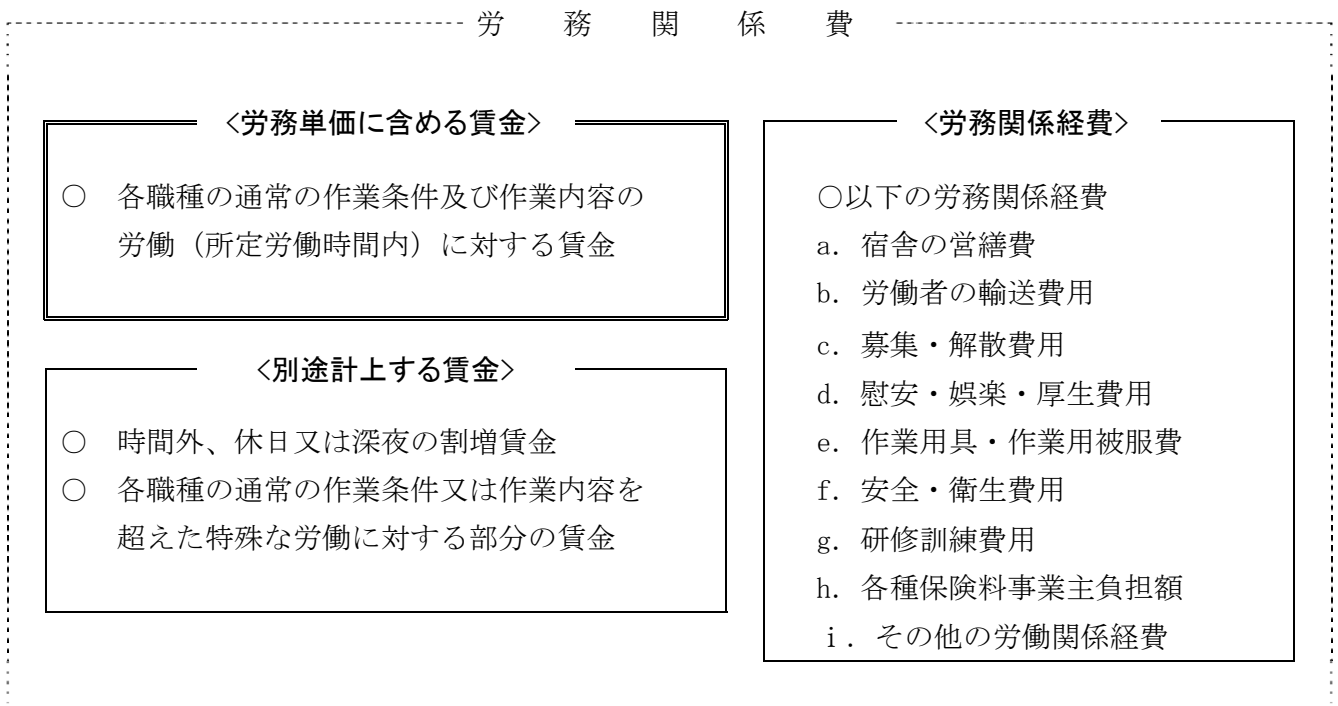 労務関係費
<労務単価に含める賃金>
○ 各職種の通常の作業条件及び作業内容の
労働（所定労働時間内）に対する賃金
<別途計上する賃金>
○ 時間外、休日又は深夜の割増賃金
○ 各職種の通常の作業条件又は作業内容を
超えた特殊な労働に対する部分の賃金
<労務関係経費>
○以下の労務関係経費
a. 宿舎の営繕費
b. 労働者の輸送費用
c. 募集・解散費用
d. 慰安・娯楽・厚生費用
e. 作業用具・作業用被服費
f. 安全・衛生費用
g. 研修訓練費用
h. 各種保険料事業主負担額
ｉ. その他の労働関係経費